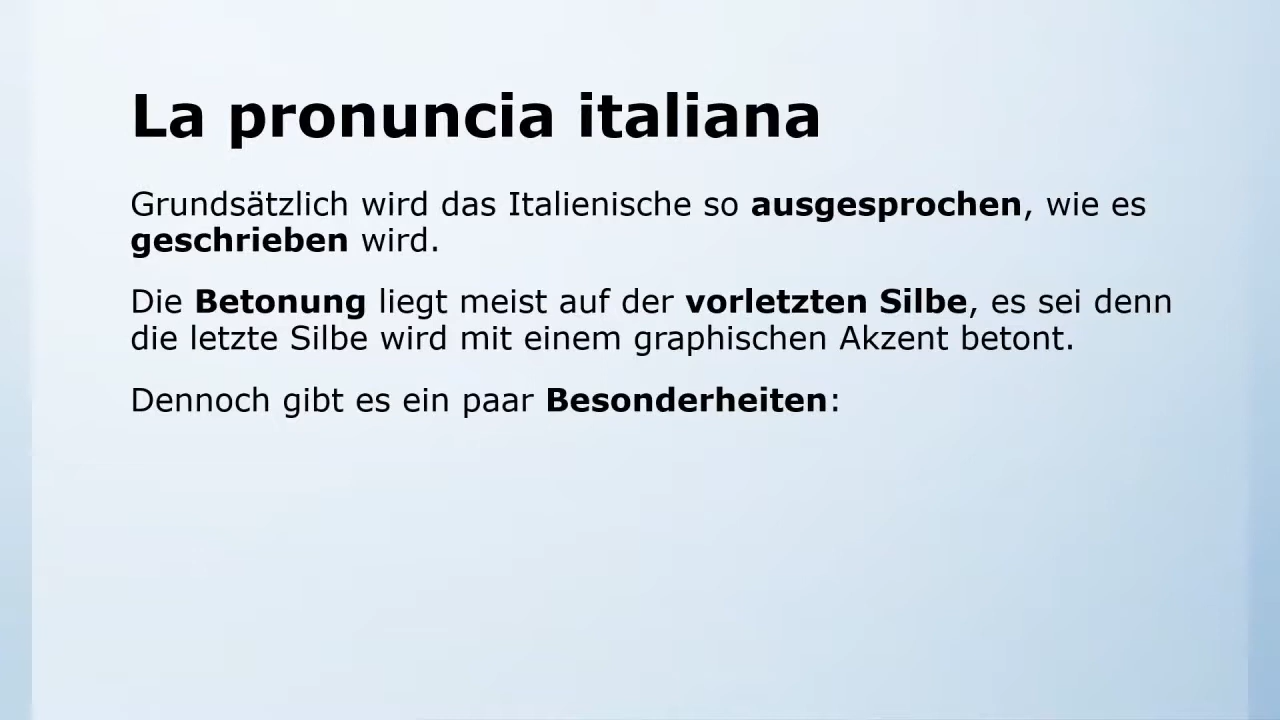 La pronuncia italiana
Grundsätzlich wird das Italienische so ausgesprochen, wie es
geschrieben wird.
Die Betonung liegt meist auf der vorletzten Silbe, es sei denn
die letzte Silbe wird mit einem graphischen Akzent betont.
Dennoch gibt es ein paar Besonderheiten: